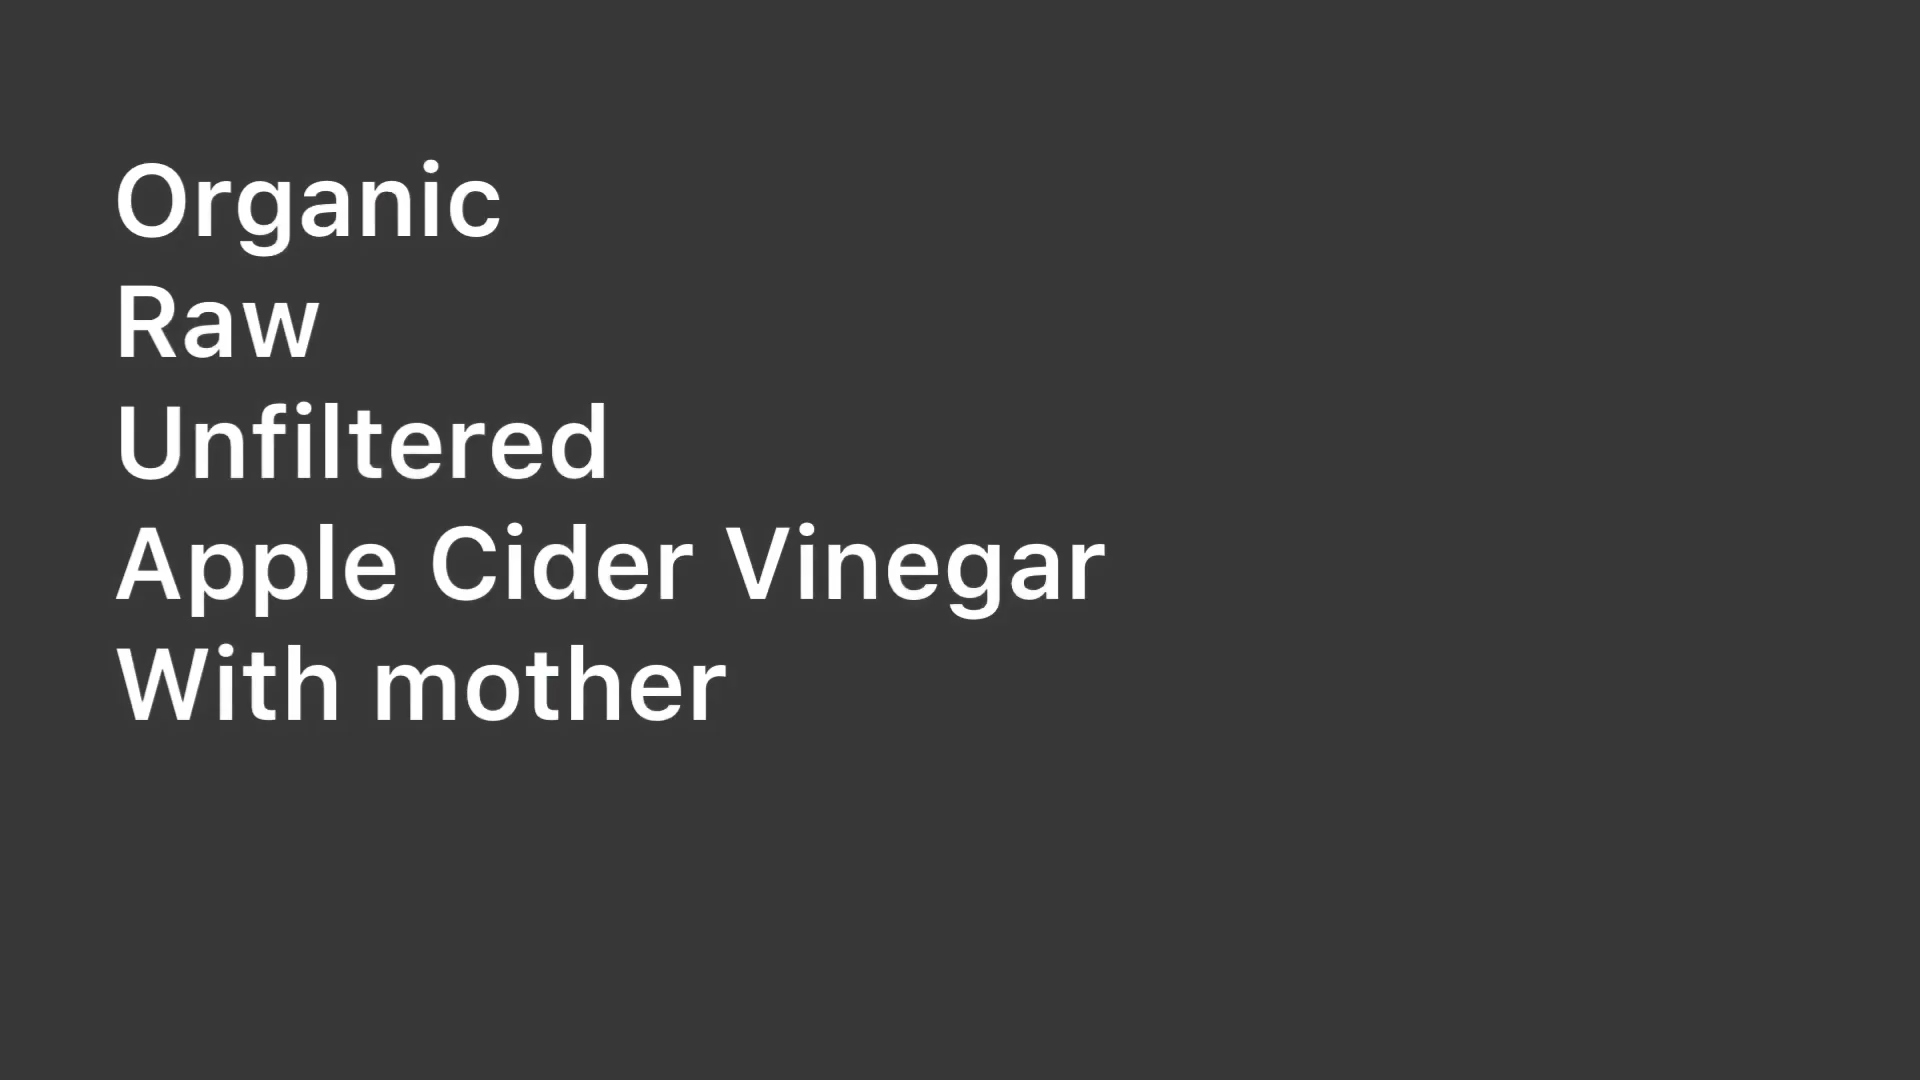 Organic
Raw
Unfiltered
Apple Cider Vinegar
With mother